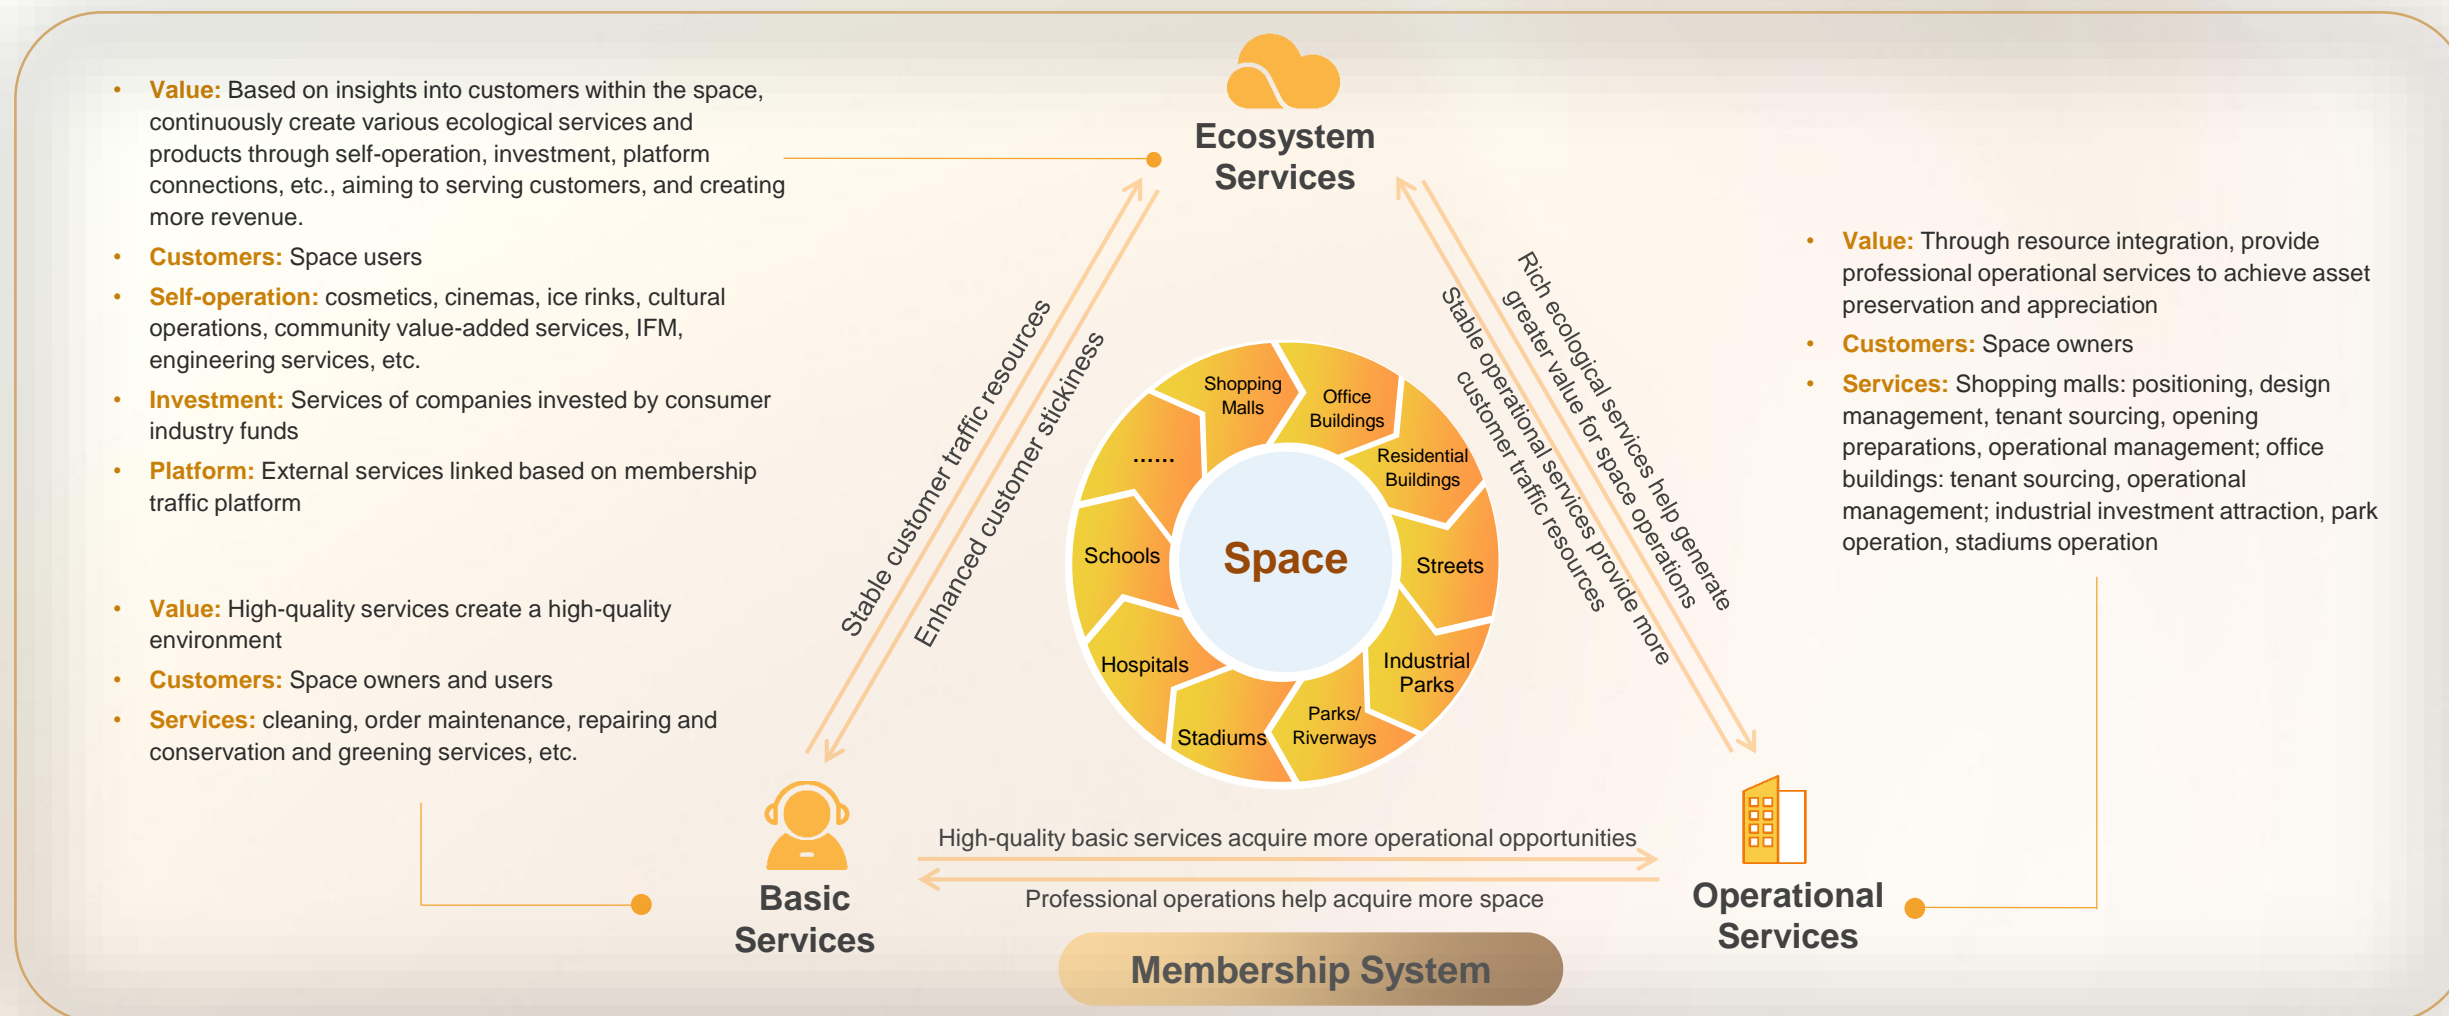 • Value: Based on insights into customers within the space,
continuously create various ecological services and
products through self-operation, investment, platform
connections, etc., aiming to serving customers, and creating
more revenue.
• Customers: Space users
• Self-operation: cosmetics, cinemas, ice rinks, cultural
operations, community value-added services, IFM,
engineering services, etc.
• Investment: Services of companies invested by consumer
industry funds
• Platform: External services linked based on membership
traffic platform
• Value: High-quality services create a high-quality
environment
• Customers: Space owners and users
• Services: cleaning, order maintenance, repairing and
conservation and greening services, etc.
Ecosystem
Services
Stable customer traffic resources
Enhanced customer stickiness
Rich ecological services help generate
greater value for space operations
Stable operational services provide more
customer traffic resources
Shopping
Malls
Office
Buildings
Residential
Buildings
Streets
Industrial
Parks
Parks/
Riverways
Stadiums
Hospitals
Schools
......
Space
• Value: Through resource integration, provide
professional operational services to achieve asset
preservation and appreciation
• Customers: Space owners
• Services: Shopping malls: positioning, design
management, tenant sourcing, opening
preparations, operational management; office
buildings: tenant sourcing, operational
management; industrial investment attraction, park
operation, stadiums operation
High-quality basic services acquire more operational opportunities
Professional operations help acquire more space
Basic
Services
Operational
Services
Membership System